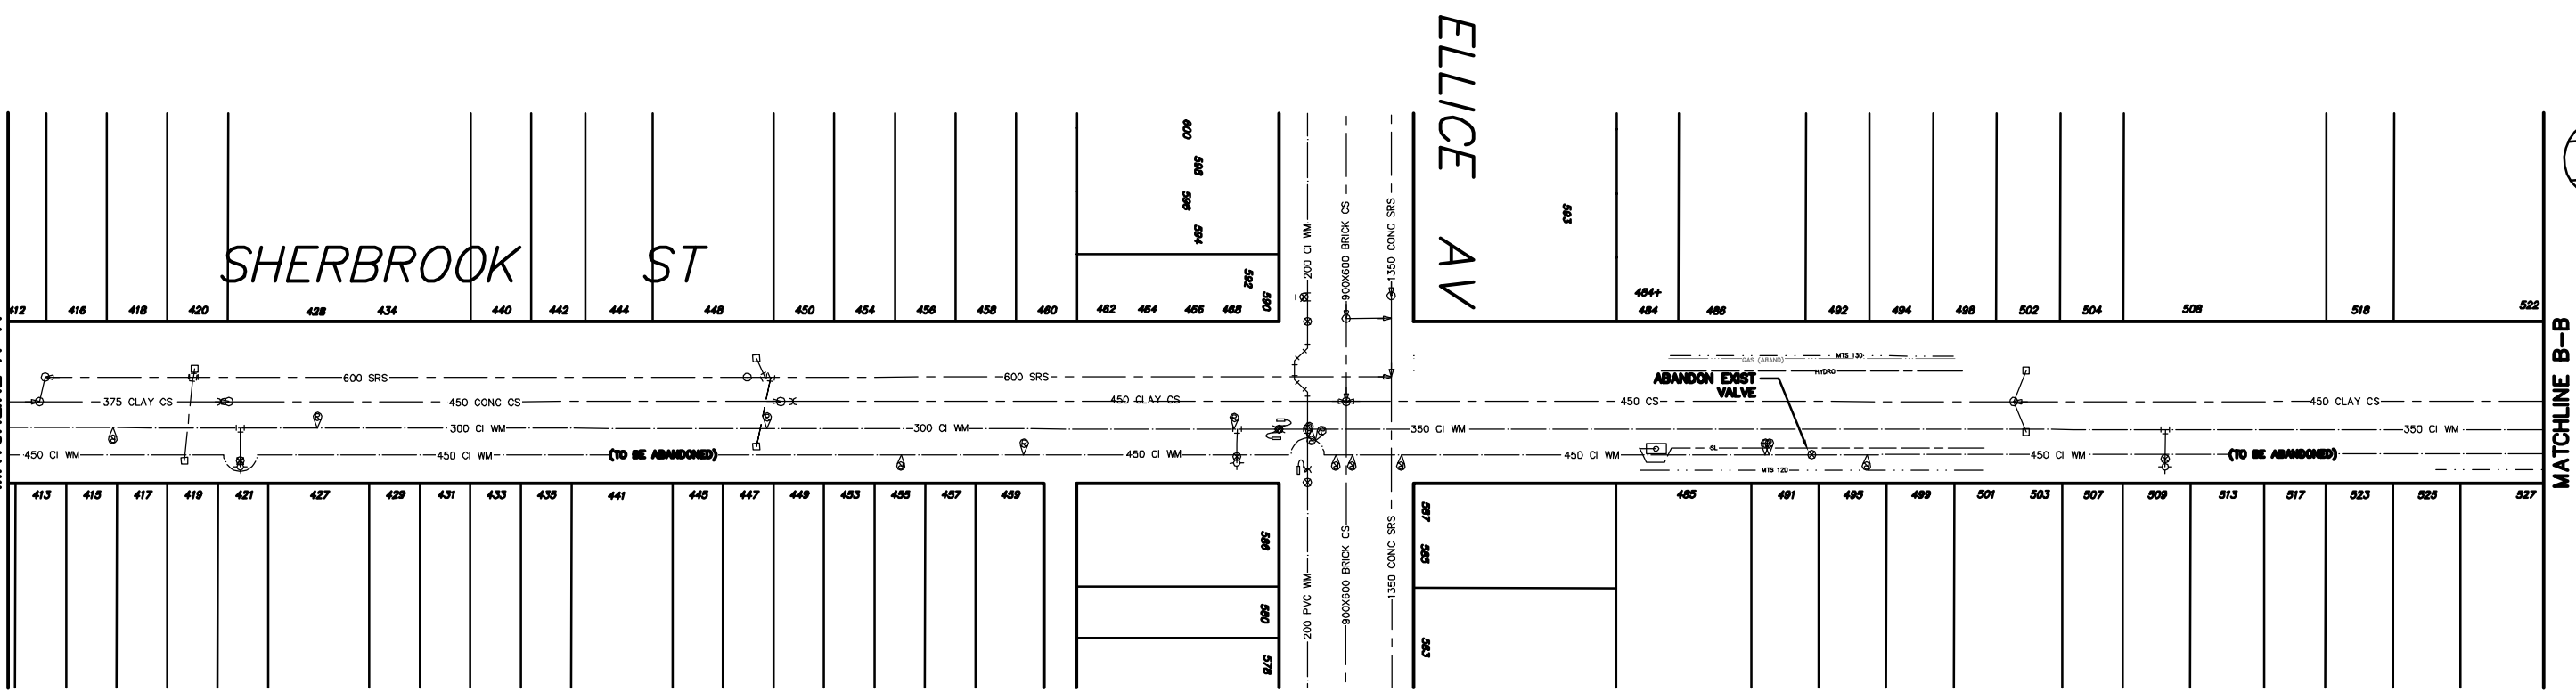 ELLICE AV
SHERBROOK ST
600
598
596
594
592
590
593
484+
412 416 418 420 428 434 440 442 444 448 450 454 456 458 460 462 464 466 468
484 486 492 494 498 502 504 508 518 522
200 CI WM
900X600 BRICK CS
1350 CONC SRS
MTS 130
GAS (ABAND)
HYDRO
600 SRS 600 SRS
ABANDON EXIST
VALVE
375 CLAY CS 450 CONC CS 450 CLAY CS 450 CS 450 CLAY CS
300 CI WM 300 CI WM 350 CI WM 350 CI WM
SL
450 CI WM 450 CI WM (TO BE ABANDONED) 450 CI WM 450 CI WM 450 CI WM (TO BE ABANDONED)
MTS 120
MATCHLINE B-B
413 415 417 419 421 427 429 431 433 435 441 445 447 449 453 455 457 459
485 491 495 499 501 503 507 509 513 517 523 525 527
586
580
578
200 PVC WM
900X600 BRICK CS
1350 CONC SRS
587
585
583